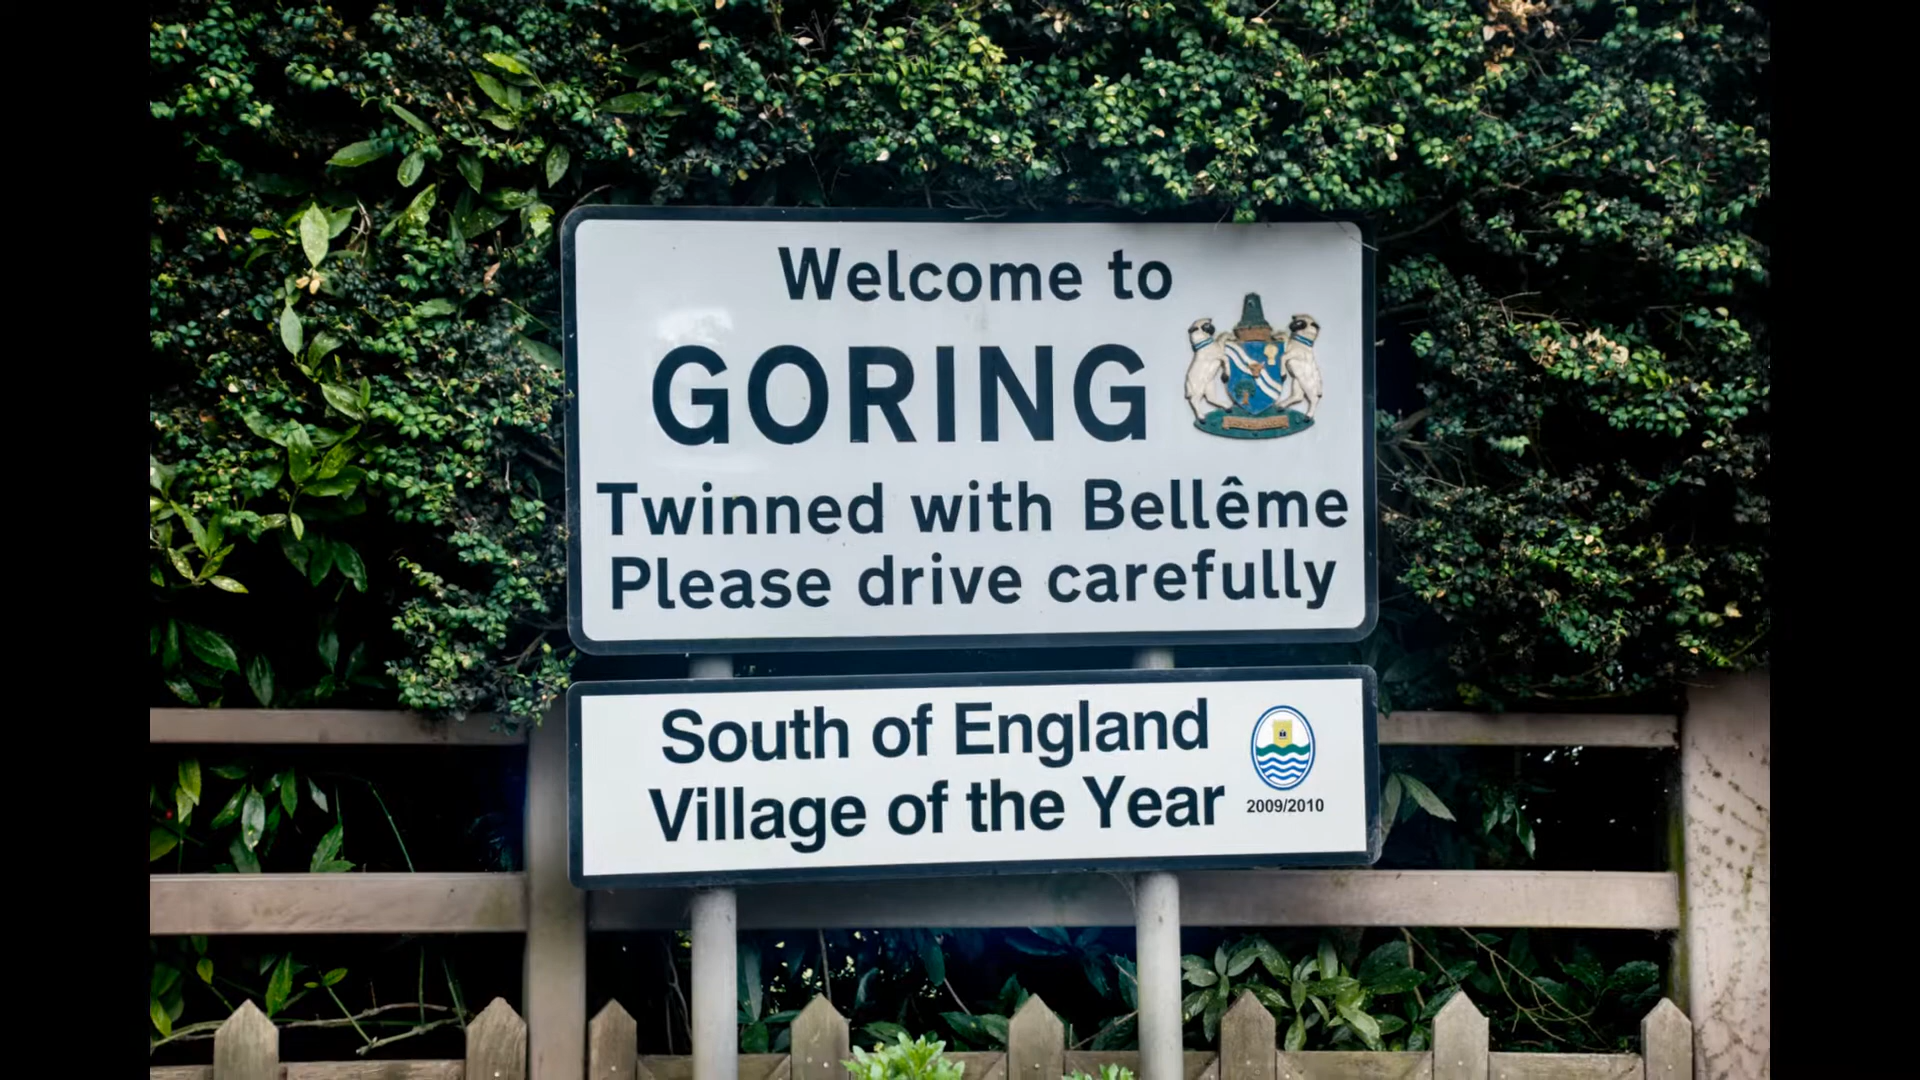 Welcome to
GORING
Twinned with Bellême
Please drive carefully
South of England
Village of the Year
2009/2010